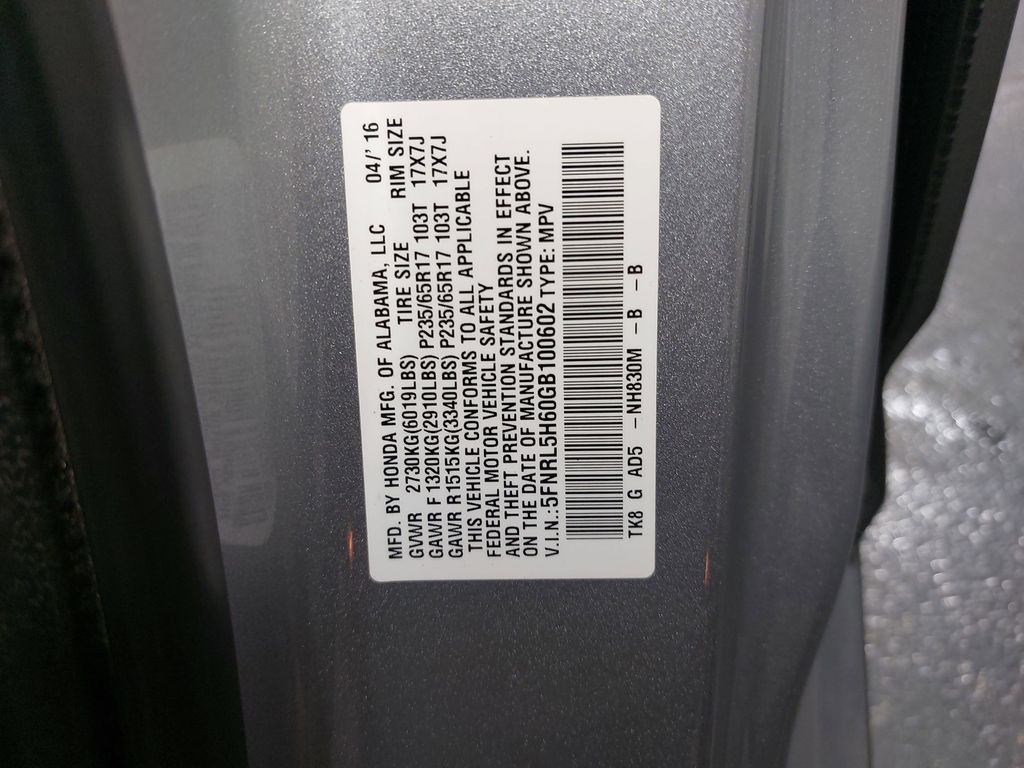 MFD. BY HONDA MFG. OF ALABAMA, LLC 04/' 16
GVWR 2730KG(6019LBS) TIRE SIZE RIM SIZE
GAWR F 1320KG(2910LBS) P235/65R17 103T 17X7J
GAWR R1515KG(3340LBS) P235/65R17 103T 17X7J
THIS VEHICLE CONFORMS TO ALL APPLICABLE
FEDERAL MOTOR VEHICLE SAFETY
AND THEFT PREVENTION STANDARDS IN EFFECT
ON THE DATE OF MANUFACTURE SHOWN ABOVE.
V.I.N.:5FNRL5H60GB100602 TYPE: MPV
TK8 G AD5 -NH830M -B -B